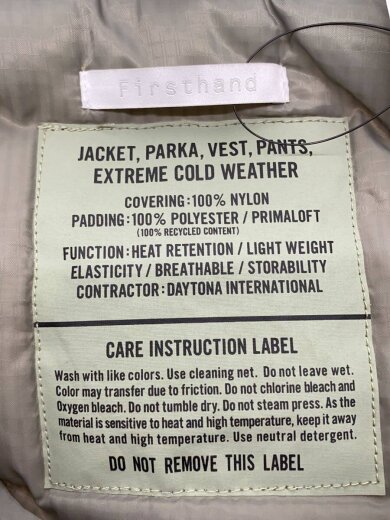 Firsthand
JACKET, PARKA, VEST, PANTS,
EXTREME COLD WEATHER
COVERING:100% NYLON
PADDING:100% POLYESTER / PRIMALOFT
(100% RECYCLED CONTENT)
FUNCTION:HEAT RETENTION / LIGHT WEIGHT
ELASTICITY / BREATHABLE / STORABILITY
CONTRACTOR:DAYTONA INTERNATIONAL
CARE INSTRUCTION LABEL
Wash with like colors. Use cleaning net. Do not leave wet.
Color may transfer due to friction. Do not chlorine bleach and
Oxygen bleach. Do not tumble dry. Do not steam press. As the
material is sensitive to heat and high temperature, keep it away
from heat and high temperature. Use neutral detergent.
DO NOT REMOVE THIS LABEL